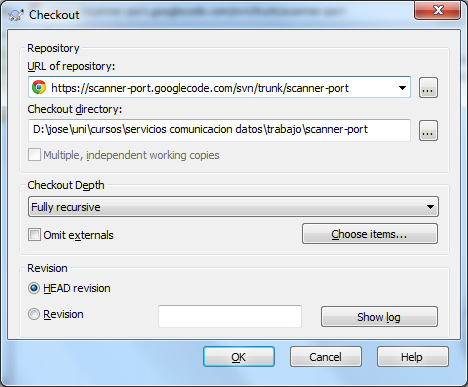 Checkout
Repository
URL of repository:
https://scanner-port.googlecode.com/svn/trunk/scanner-port
...
Checkout directory:
D:\jose\uni\cursos\servicios comunicacion datos\trabajo\scanner-port
...
Multiple, independent working copies
Checkout Depth
Fully recursive
Omit externals
Choose items...
Revision
HEAD revision
Revision
Show log
OK
Cancel
Help